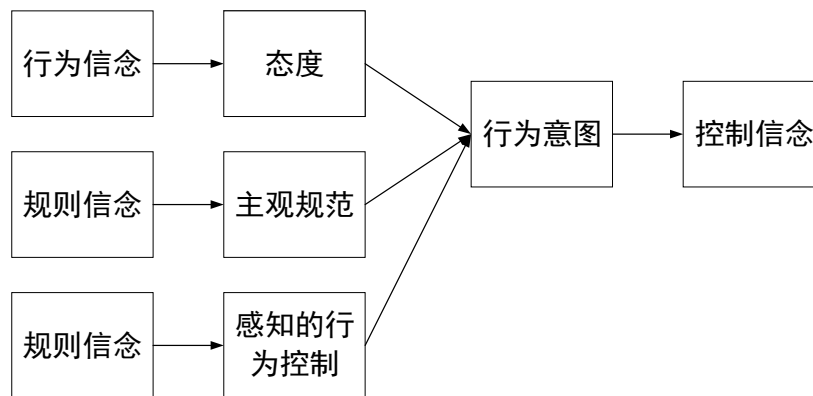 行为信念
态度
行为意图
控制信念
规则信念
主观规范
规则信念
感知的行
为控制